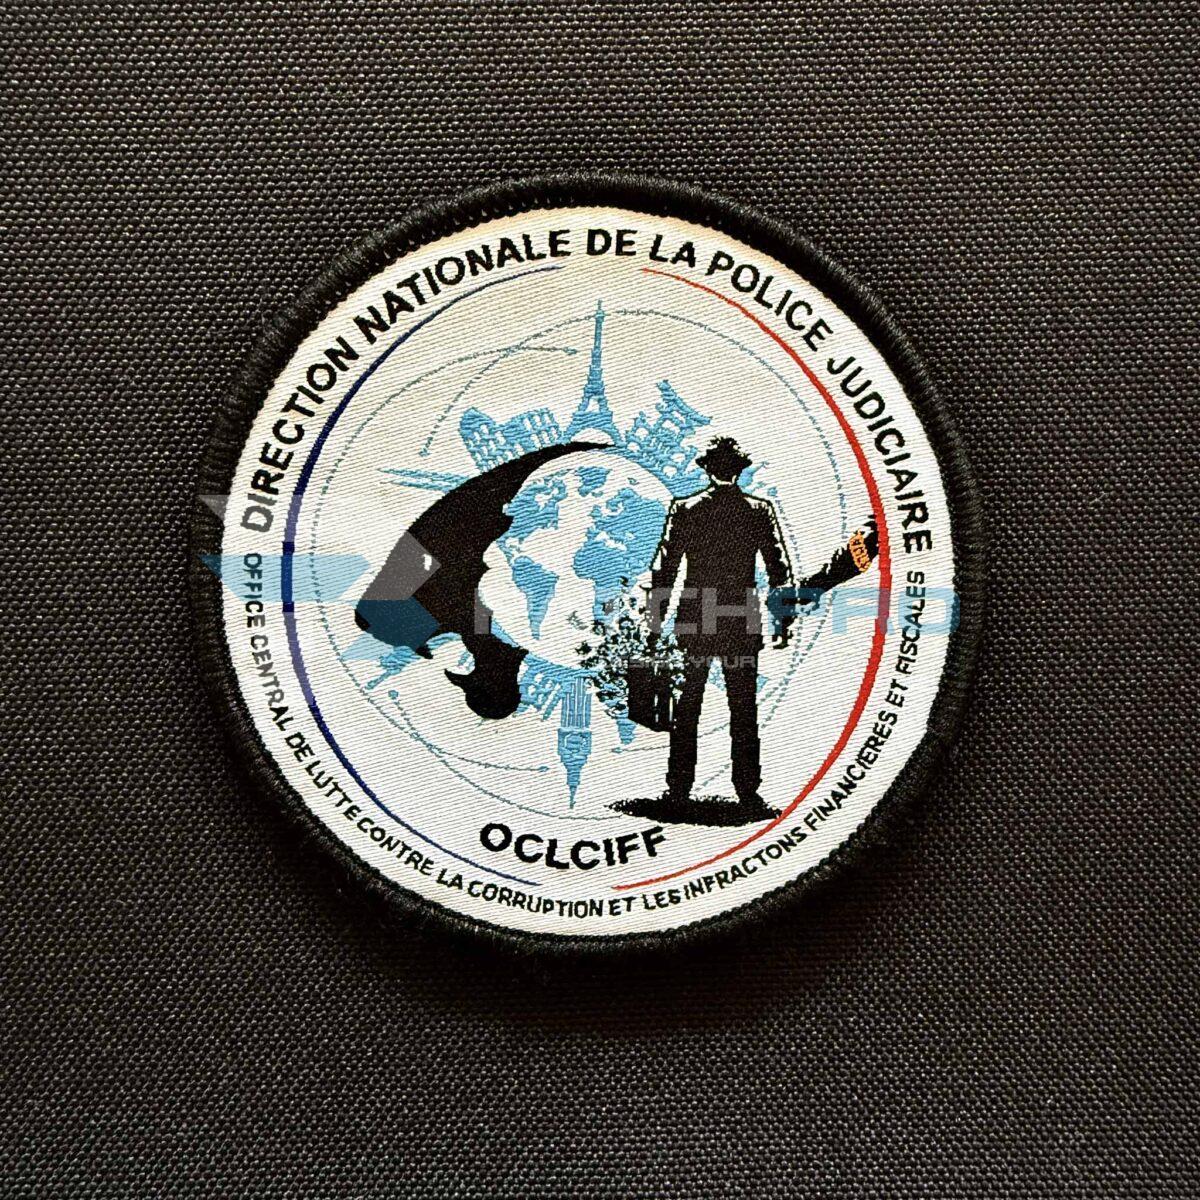 DIRECTION NATIONALE DE LA POLICE JUDICIAIRE
OFFICE CENTRAL DE LUTTE CONTRE LA CORRUPTION ET LES INFRACTONS FINANCIÈRES ET FISCALES
OCLCIFF